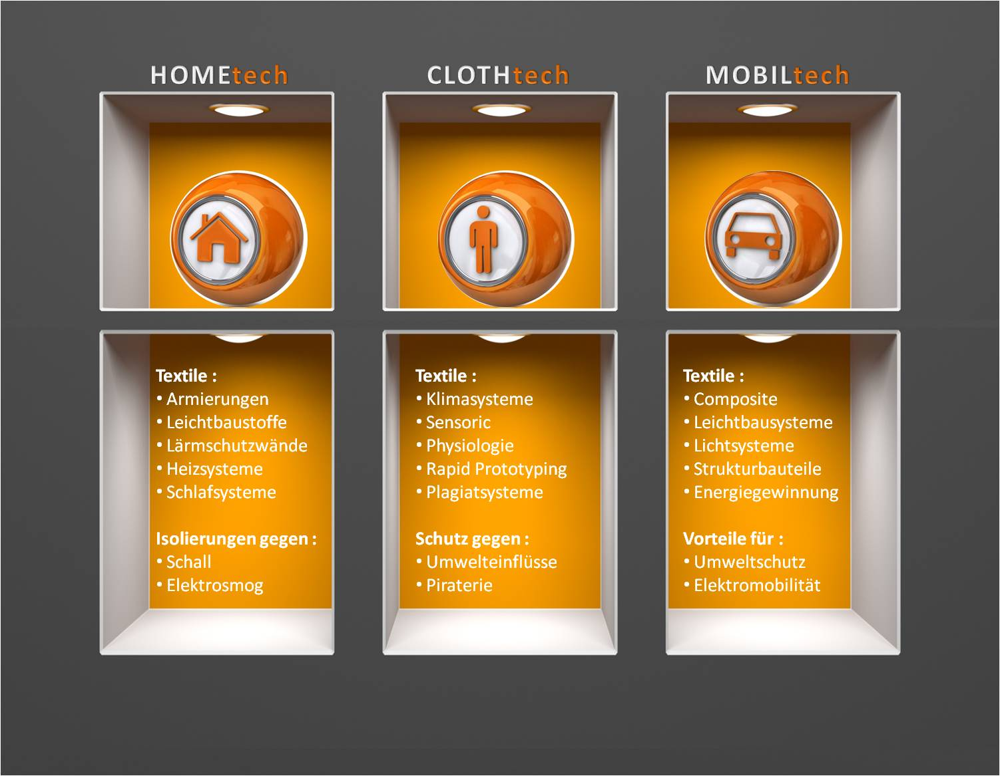 HOMEtech
CLOTHtech
MOBILtech
Textile :
• Armierungen
• Leichtbaustoffe
• Lärmschutzwände
• Heizsysteme
• Schlafsysteme
Isolierungen gegen :
• Schall
• Elektrosmog
Textile :
• Klimasysteme
• Sensoric
• Physiologie
• Rapid Prototyping
• Plagiatsysteme
Schutz gegen :
• Umwelteinflüsse
• Piraterie
Textile :
• Composite
• Leichtbausysteme
• Lichtsysteme
• Strukturbauteile
• Energiegewinnung
Vorteile für :
• Umweltschutz
• Elektromobilität